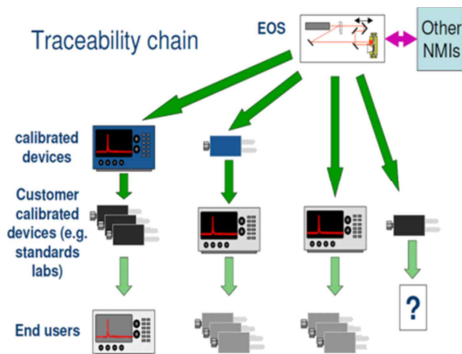 Traceability chain
EOS
Other
NMIs
calibrated
devices
Customer
calibrated
devices (e.g.
standards
labs)
?
End users